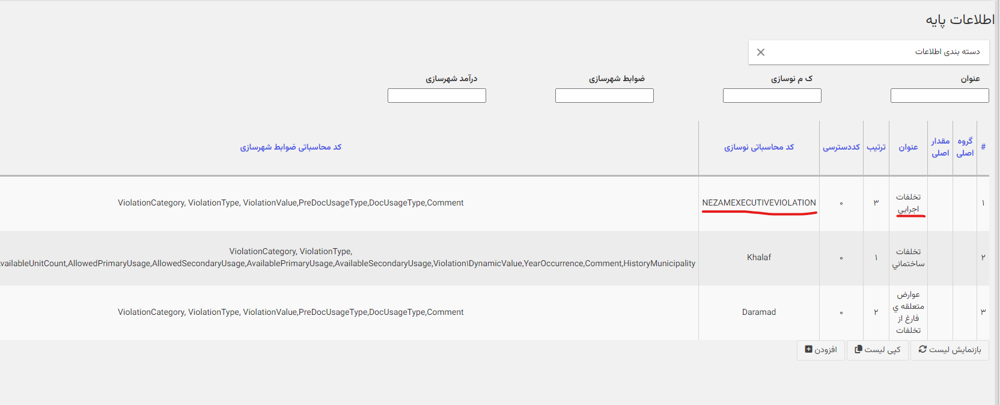 اطلاعات پایه
دسته بندی اطلاعات
عنوان
ک م نوسازی
ضوابط شهرسازی
درآمد شهرسازی
#
گروه اصلی
مقدار اصلی
عنوان
ترتیب
کددسترسی
کد محاسباتی نوسازی
کد محاسباتی ضوابط شهرسازی
۱
تخلفات
اجرايي
۳
۰
NEZAMEXECUTIVEVIOLATION
ViolationCategory, ViolationType, ViolationValue,PreDocUsageType,DocUsageType,Comment
۲
تخلفات
ساختماني
۱
۰
Khalaf
ViolationCategory, ViolationType,
vailableUnitCount,AllowedPrimaryUsage,AllowedSecondaryUsage,AvailablePrimaryUsage,AvailableSecondaryUsage,Violation۱DynamicValue,YearOccurrence,Comment,HistoryMunicipality
۳
عوارض
متعلقه ي
فارغ از
تخلفات
۲
۰
Daramad
ViolationCategory, ViolationType, ViolationValue,PreDocUsageType,DocUsageType,Comment
بازنمایش لیست
کپی لیست
افزودن